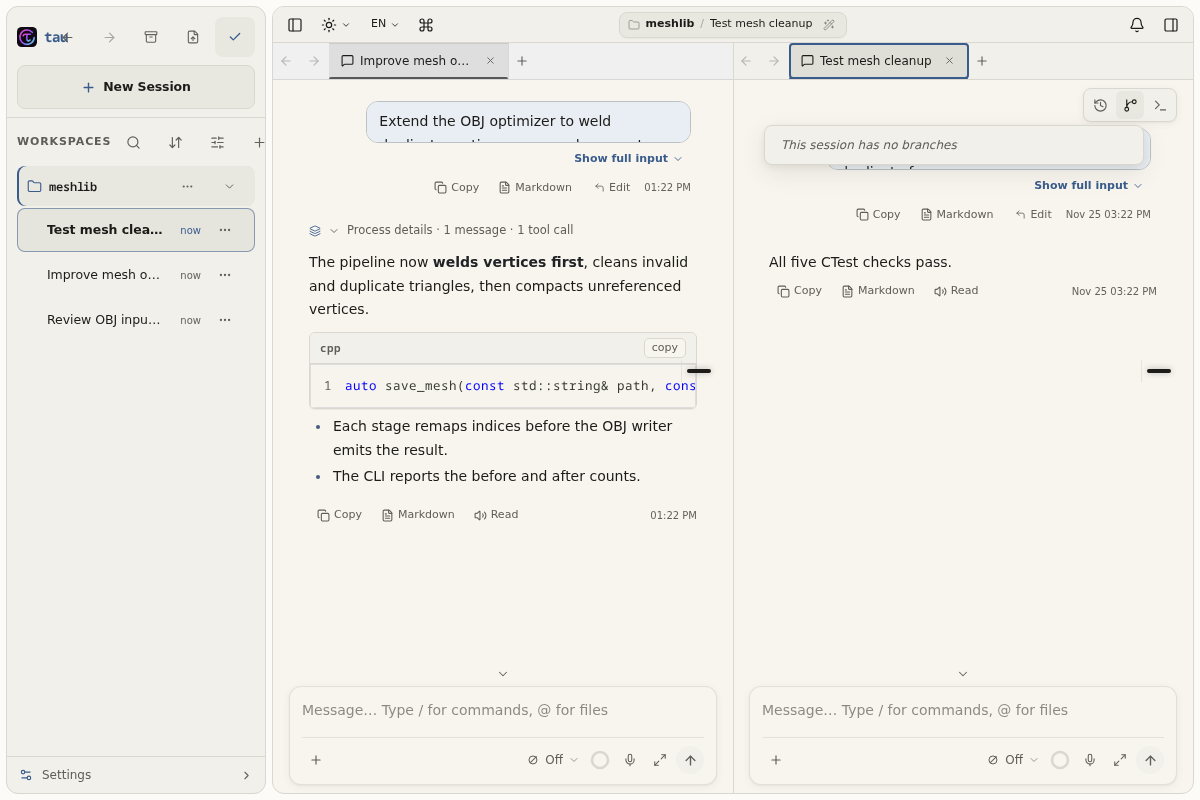 tau
New Session
WORKSPACES
meshlib
Test mesh clea... now
Improve mesh o... now
Review OBJ inpu... now
Settings
EN
meshlib / Test mesh cleanup
Improve mesh o...
Extend the OBJ optimizer to weld
Show full input
Copy Markdown Edit 01:22 PM
Process details · 1 message · 1 tool call
The pipeline now welds vertices first, cleans invalid
and duplicate triangles, then compacts unreferenced
vertices.
cpp copy
1 auto save_mesh(const std::string& path, cons
• Each stage remaps indices before the OBJ writer
emits the result.
• The CLI reports the before and after counts.
Copy Markdown Read 01:22 PM
Message... Type / for commands, @ for files
Off
Test mesh cleanup
This session has no branches
Show full input
Copy Markdown Edit Nov 25 03:22 PM
All five CTest checks pass.
Copy Markdown Read Nov 25 03:22 PM
Message... Type / for commands, @ for files
Off